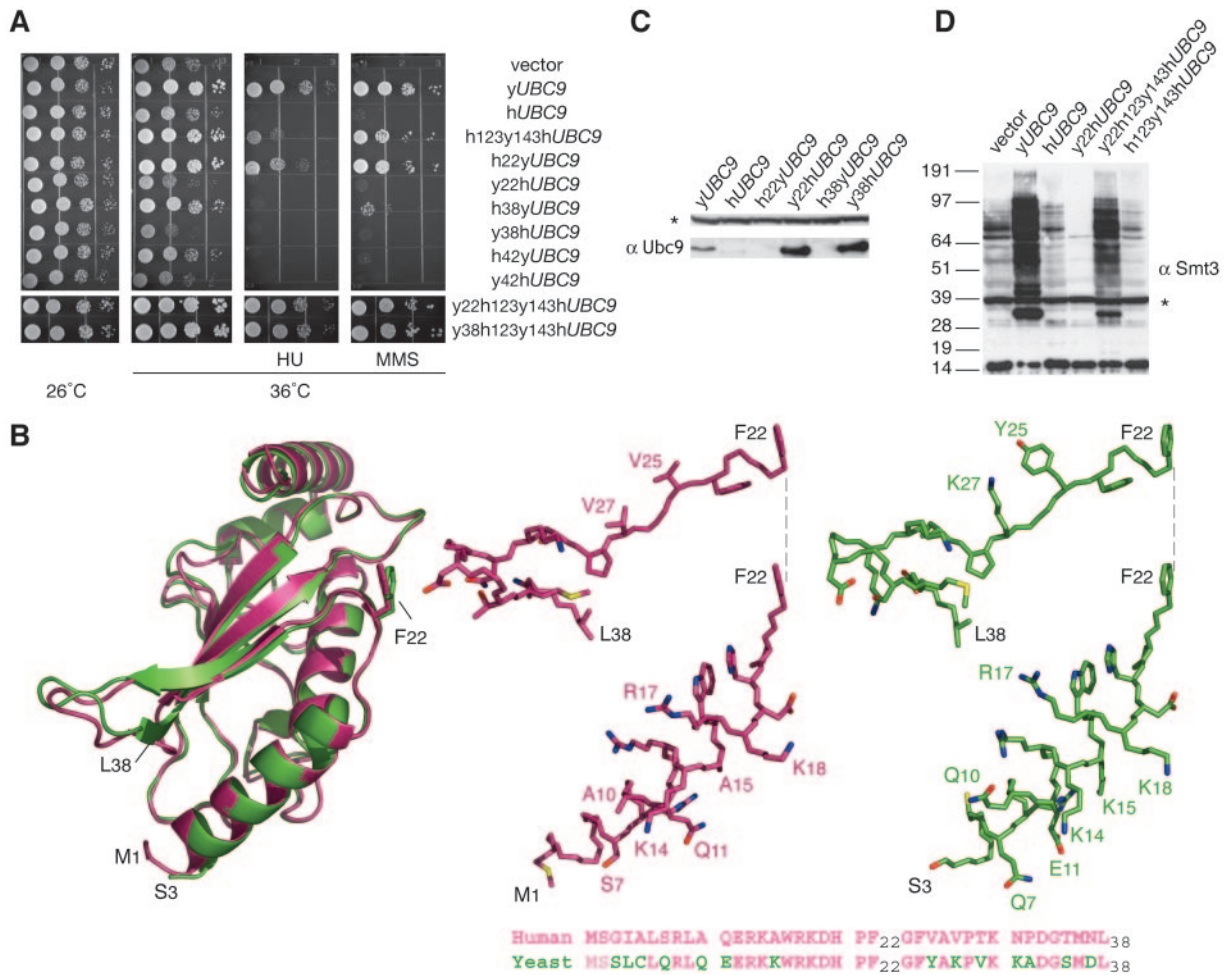 A
vector
yUBC9
hUBC9
h123y143hUBC9
h22yUBC9
y22hUBC9
h38yUBC9
y38hUBC9
h42yUBC9
y42hUBC9
y22h123y143hUBC9
y38h123y143hUBC9
HU
MMS
26°C
36°C
C
yUBC9
hUBC9
h22yUBC9
y22hUBC9
h38yUBC9
y38hUBC9
*
α Ubc9
D
vector
yUBC9
hUBC9
y22hUBC9
y22h123y143hUBC9
h123y143hUBC9
191
97
64
51
39
28
19
14
α Smt3
*
B
F22
L38
M1
S3
F22
V25
V27
F22
L38
R17
K18
A15
A10
K14
Q11
S7
M1
F22
Y25
K27
F22
L38
R17
K18
Q10
K15
K14
E11
S3
Q7
Human MSGIALSRLA QERKAWRKDH PF22GFVAVPTK NPDGTMNL38
Yeast MSSLCLQRLQ EERKKWRKDH PF22GFYAKPVK KADGSMDL38